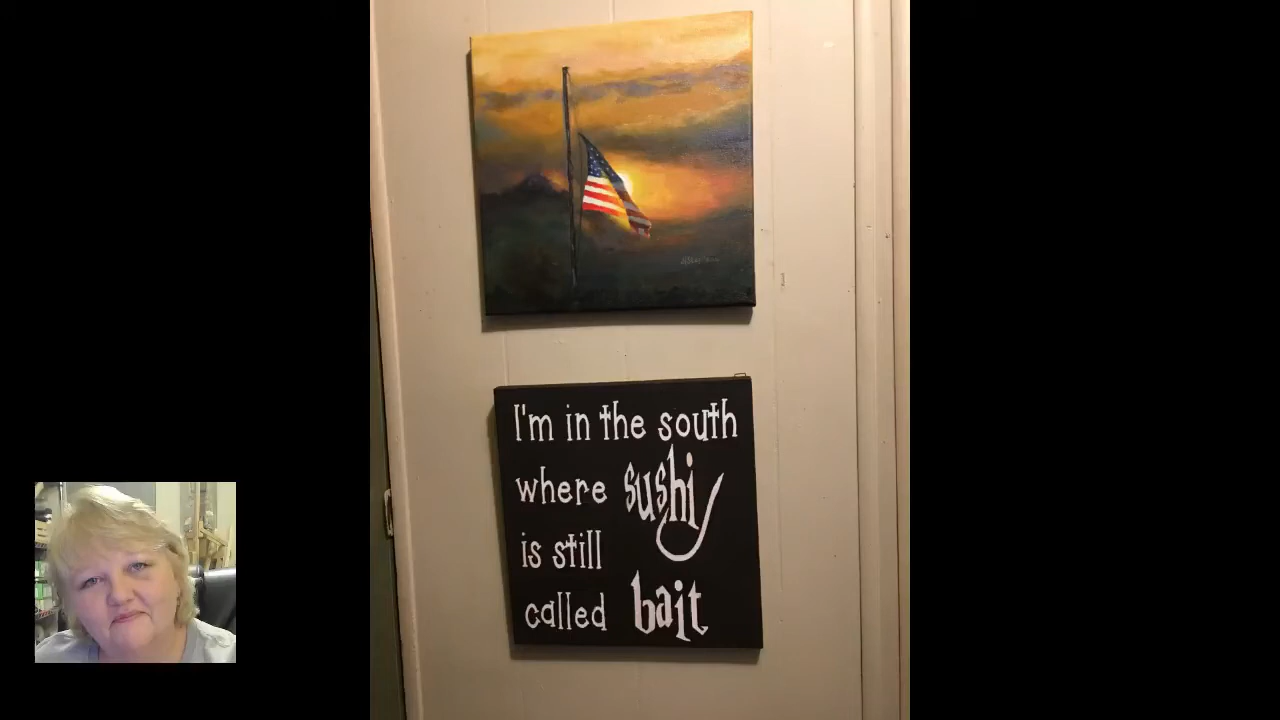 I'm in the south
where sushi
is still
called bait